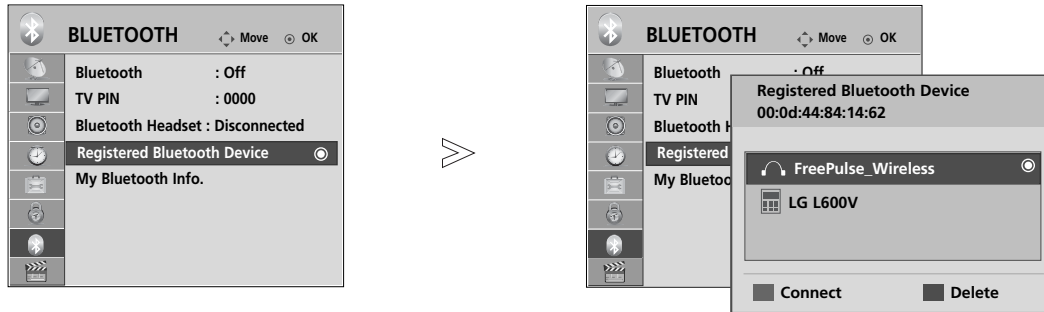 BLUETOOTH Move OK
Bluetooth : Off
TV PIN : 0000
Bluetooth Headset : Disconnected
Registered Bluetooth Device
My Bluetooth Info.
BLUETOOTH Move OK
Bluetooth : Off
TV PIN
Bluetooth H
Registered
My Bluetoo
Registered Bluetooth Device
00:0d:44:84:14:62
FreePulse_Wireless
LG L600V
Connect Delete